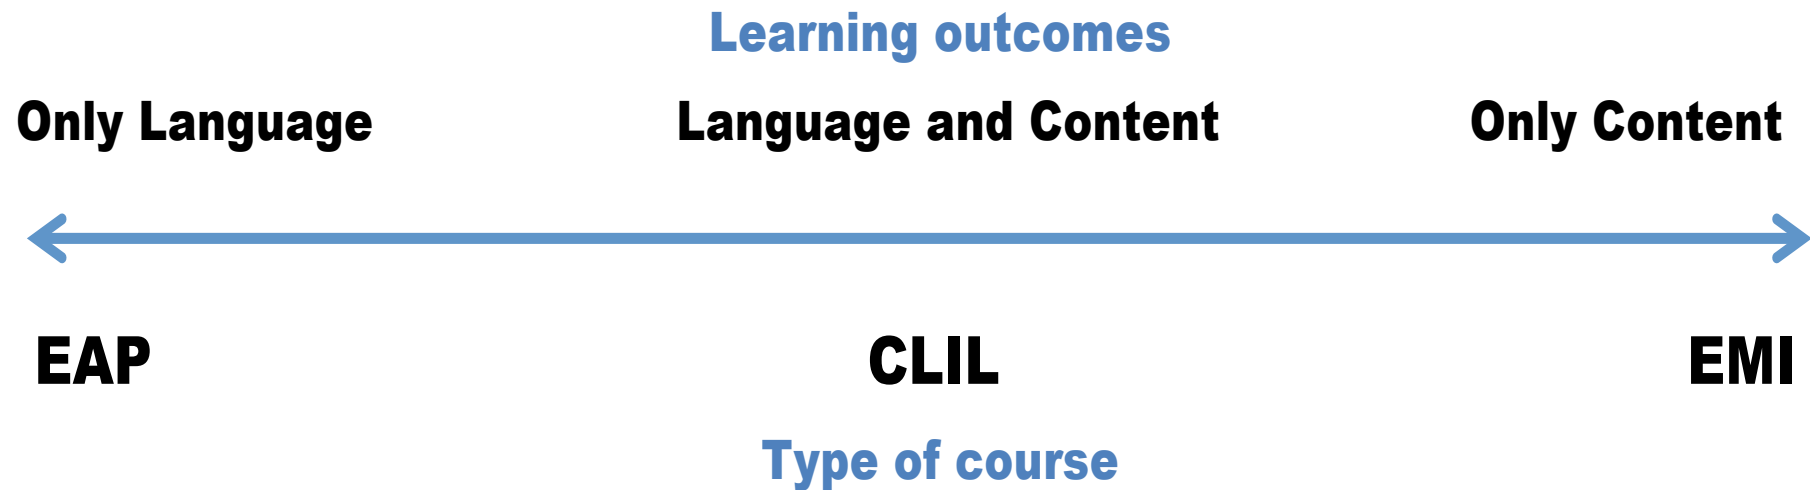 Learning outcomes
Only Language Language and Content Only Content
EAP CLIL EMI
Type of course